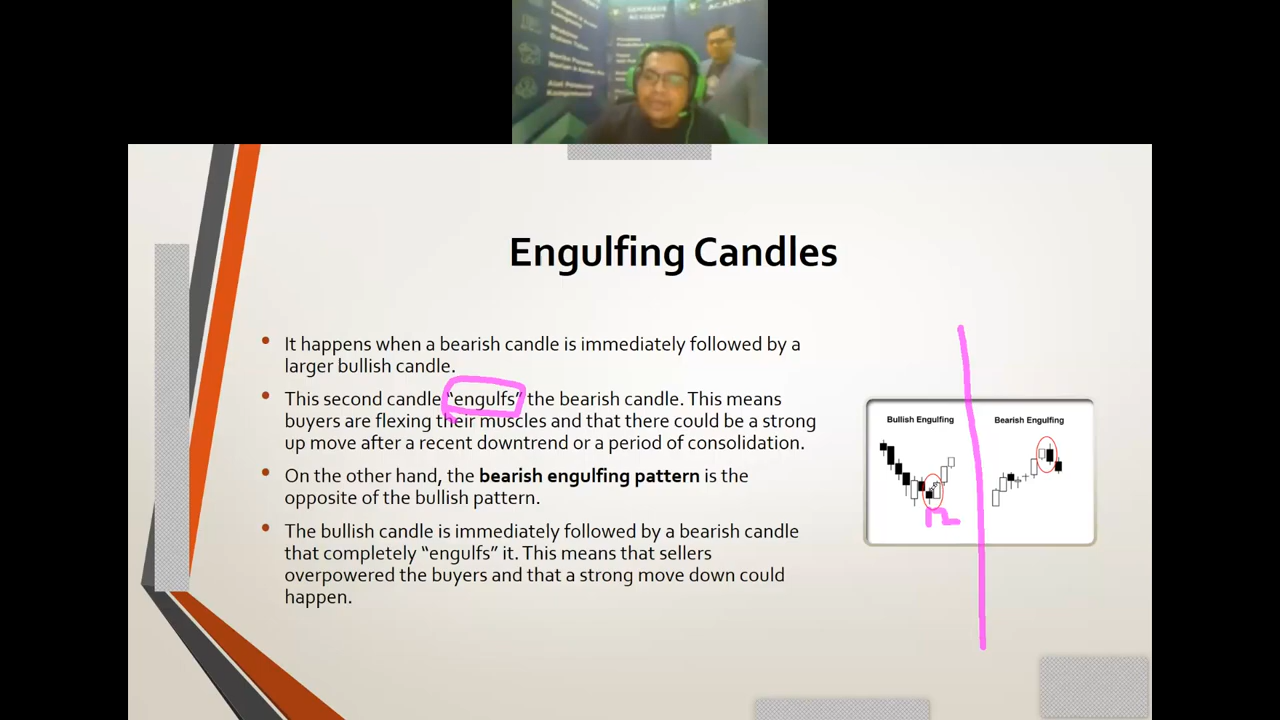 ACADEMY
Engulfing Candles
It happens when a bearish candle is immediately followed by a
larger bullish candle.
This second candle “engulfs” the bearish candle. This means
buyers are flexing their muscles and that there could be a strong
up move after a recent downtrend or a period of consolidation.
On the other hand, the bearish engulfing pattern is the
opposite of the bullish pattern.
The bullish candle is immediately followed by a bearish candle
that completely “engulfs” it. This means that sellers
overpowered the buyers and that a strong move down could
happen.
Bullish Engulfing
Bearish Engulfing